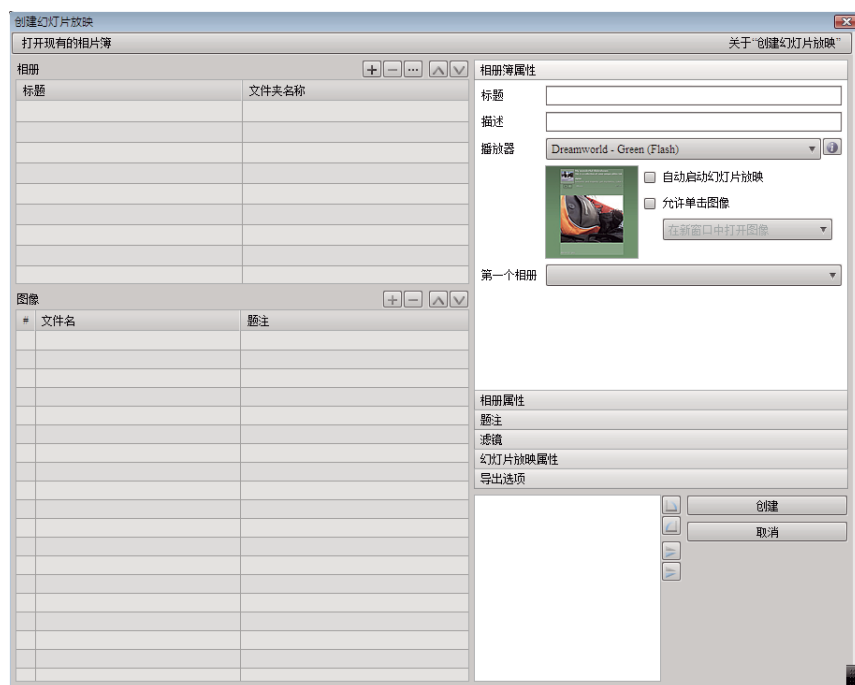 创建幻灯片放映
打开现有的相片簿 关于“创建幻灯片放映”
相册
标题 文件夹名称
图像
# 文件名 题注
相册簿属性
标题
描述
播放器 Dreamworld - Green (Flash)
自动启动幻灯片放映
允许单击图像
在新窗口中打开图像
第一个相册
相册属性
题注
滤镜
幻灯片放映属性
导出选项
创建
取消